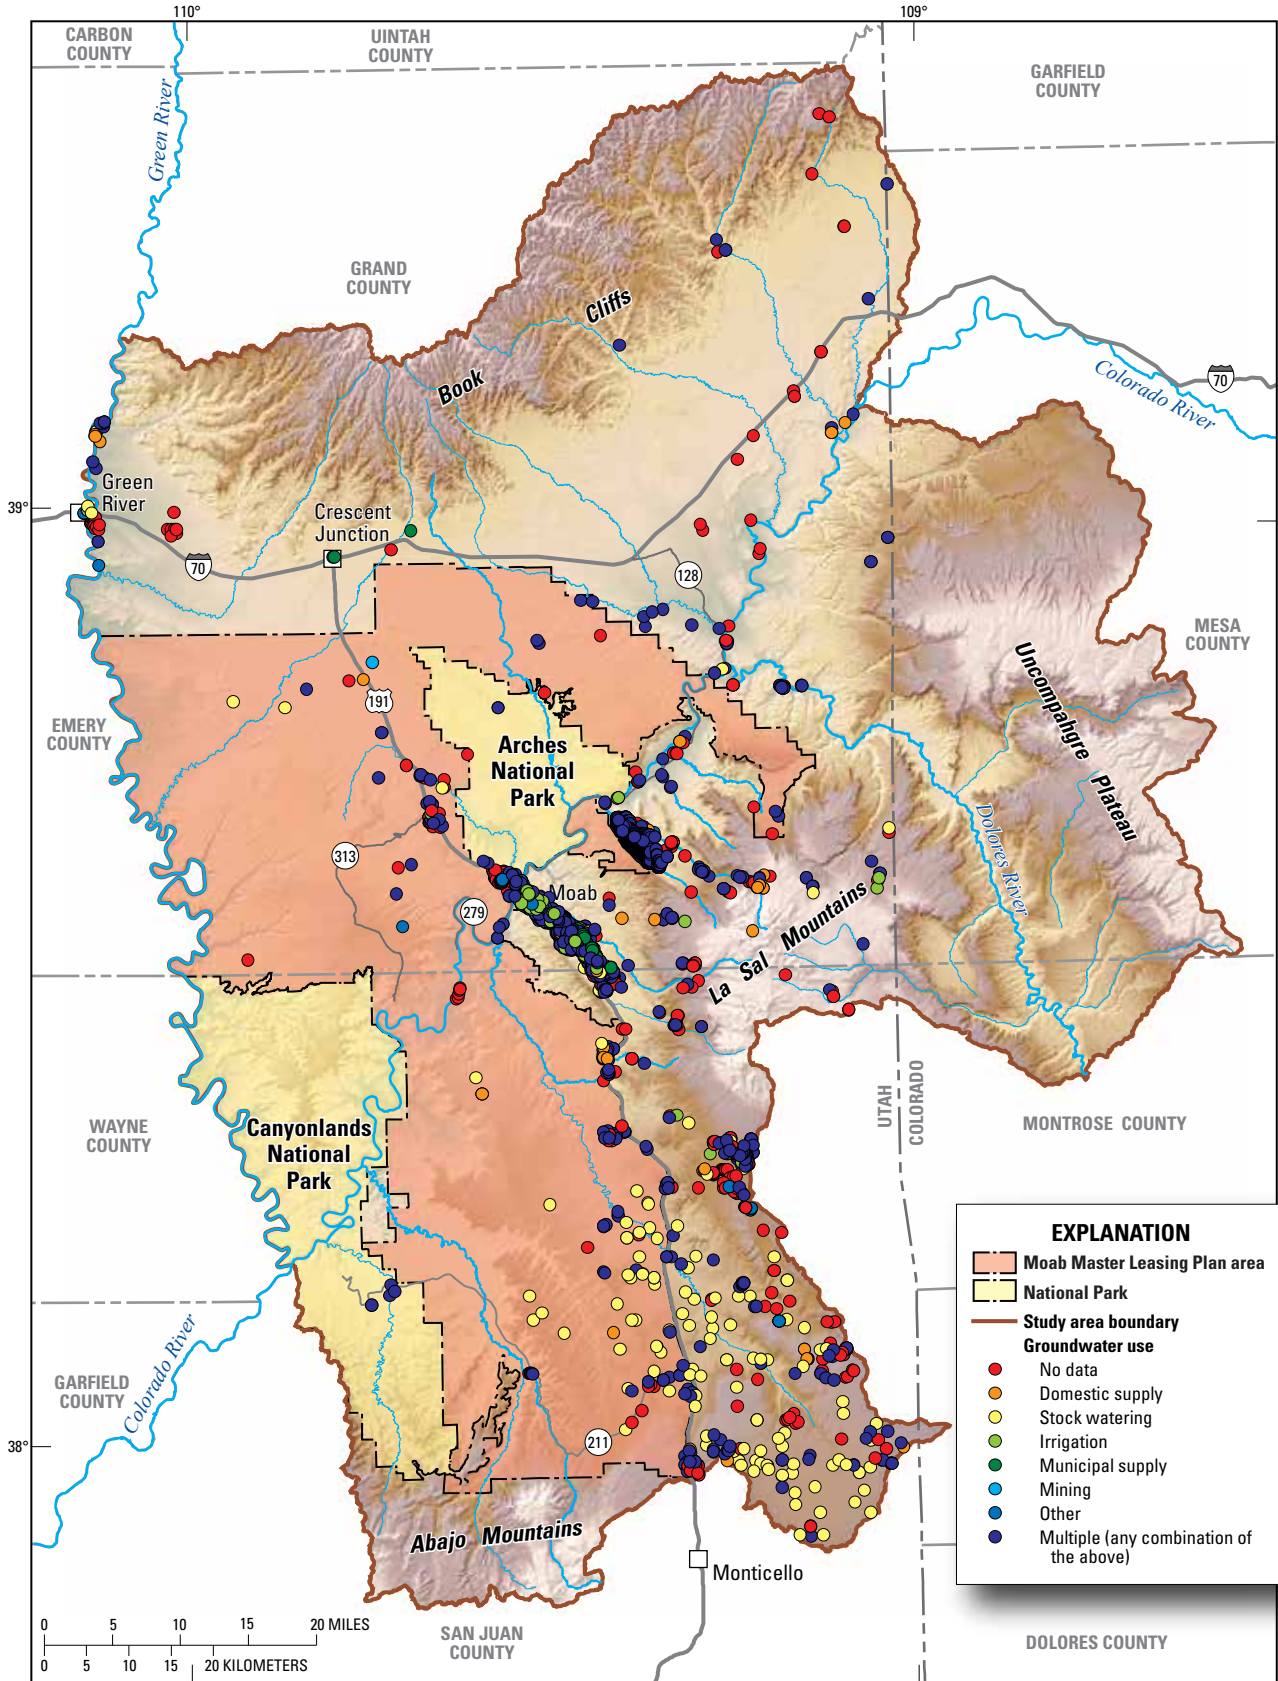 110°
109°
CARBON
COUNTY
UINTAH
COUNTY
GARFIELD
COUNTY
Green River
GRAND
COUNTY
Cliffs
Book
Colorado River
70
Green
River
39°
Crescent
Junction
70
128
MESA
COUNTY
Uncompahgre Plateau
191
EMERY
COUNTY
Arches
National
Park
Dolores River
313
Moab
279
La Sal Mountains
UTAH
COLORADO
WAYNE
COUNTY
Canyonlands
National
Park
MONTROSE COUNTY
EXPLANATION
Moab Master Leasing Plan area
National Park
Study area boundary
Groundwater use
No data
Domestic supply
Stock watering
Irrigation
Municipal supply
Mining
Other
Multiple (any combination of
the above)
Colorado River
GARFIELD
COUNTY
38°
211
Abajo Mountains
Monticello
0 5 10 15 20 MILES
0 5 10 15 20 KILOMETERS
SAN JUAN
COUNTY
DOLORES COUNTY